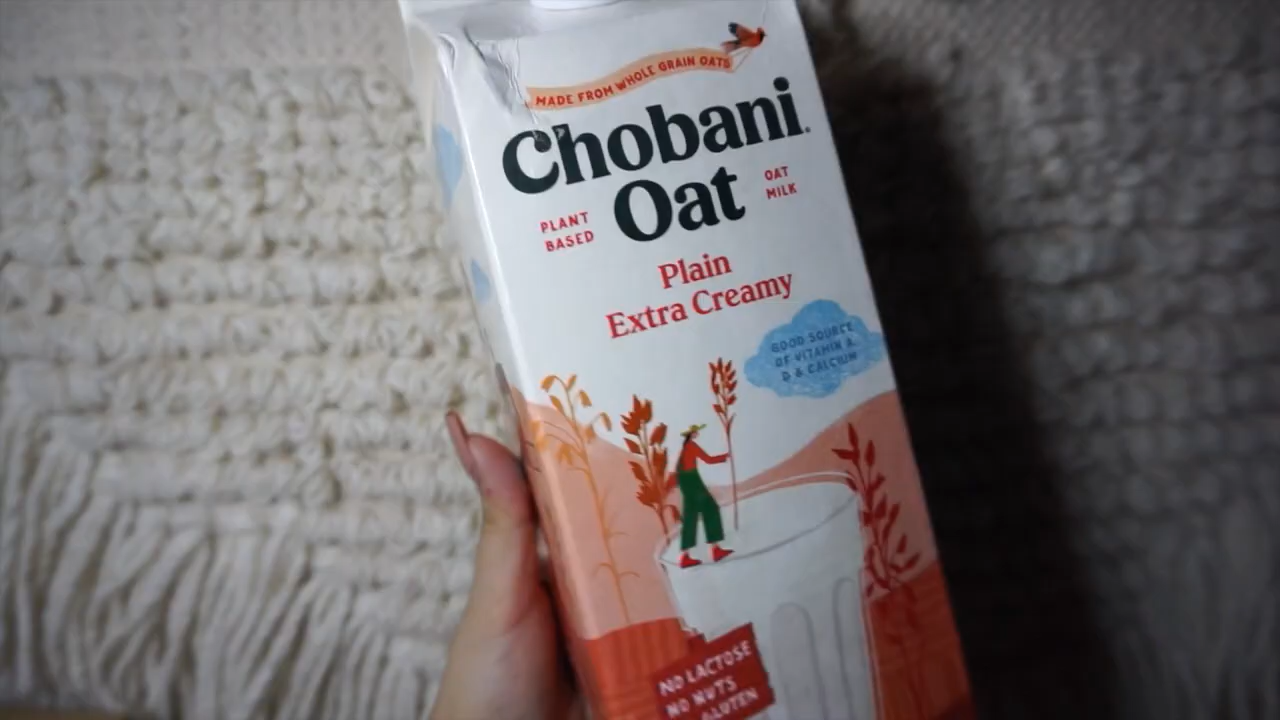 MADE FROM WHOLE GRAIN OATS
Chobani.
Oat
PLANT
BASED
OAT
MILK
Plain
Extra Creamy
GOOD SOURCE
OF VITAMIN A,
D & CALCIUM
NO LACTOSE
NO NUTS
GLUTEN